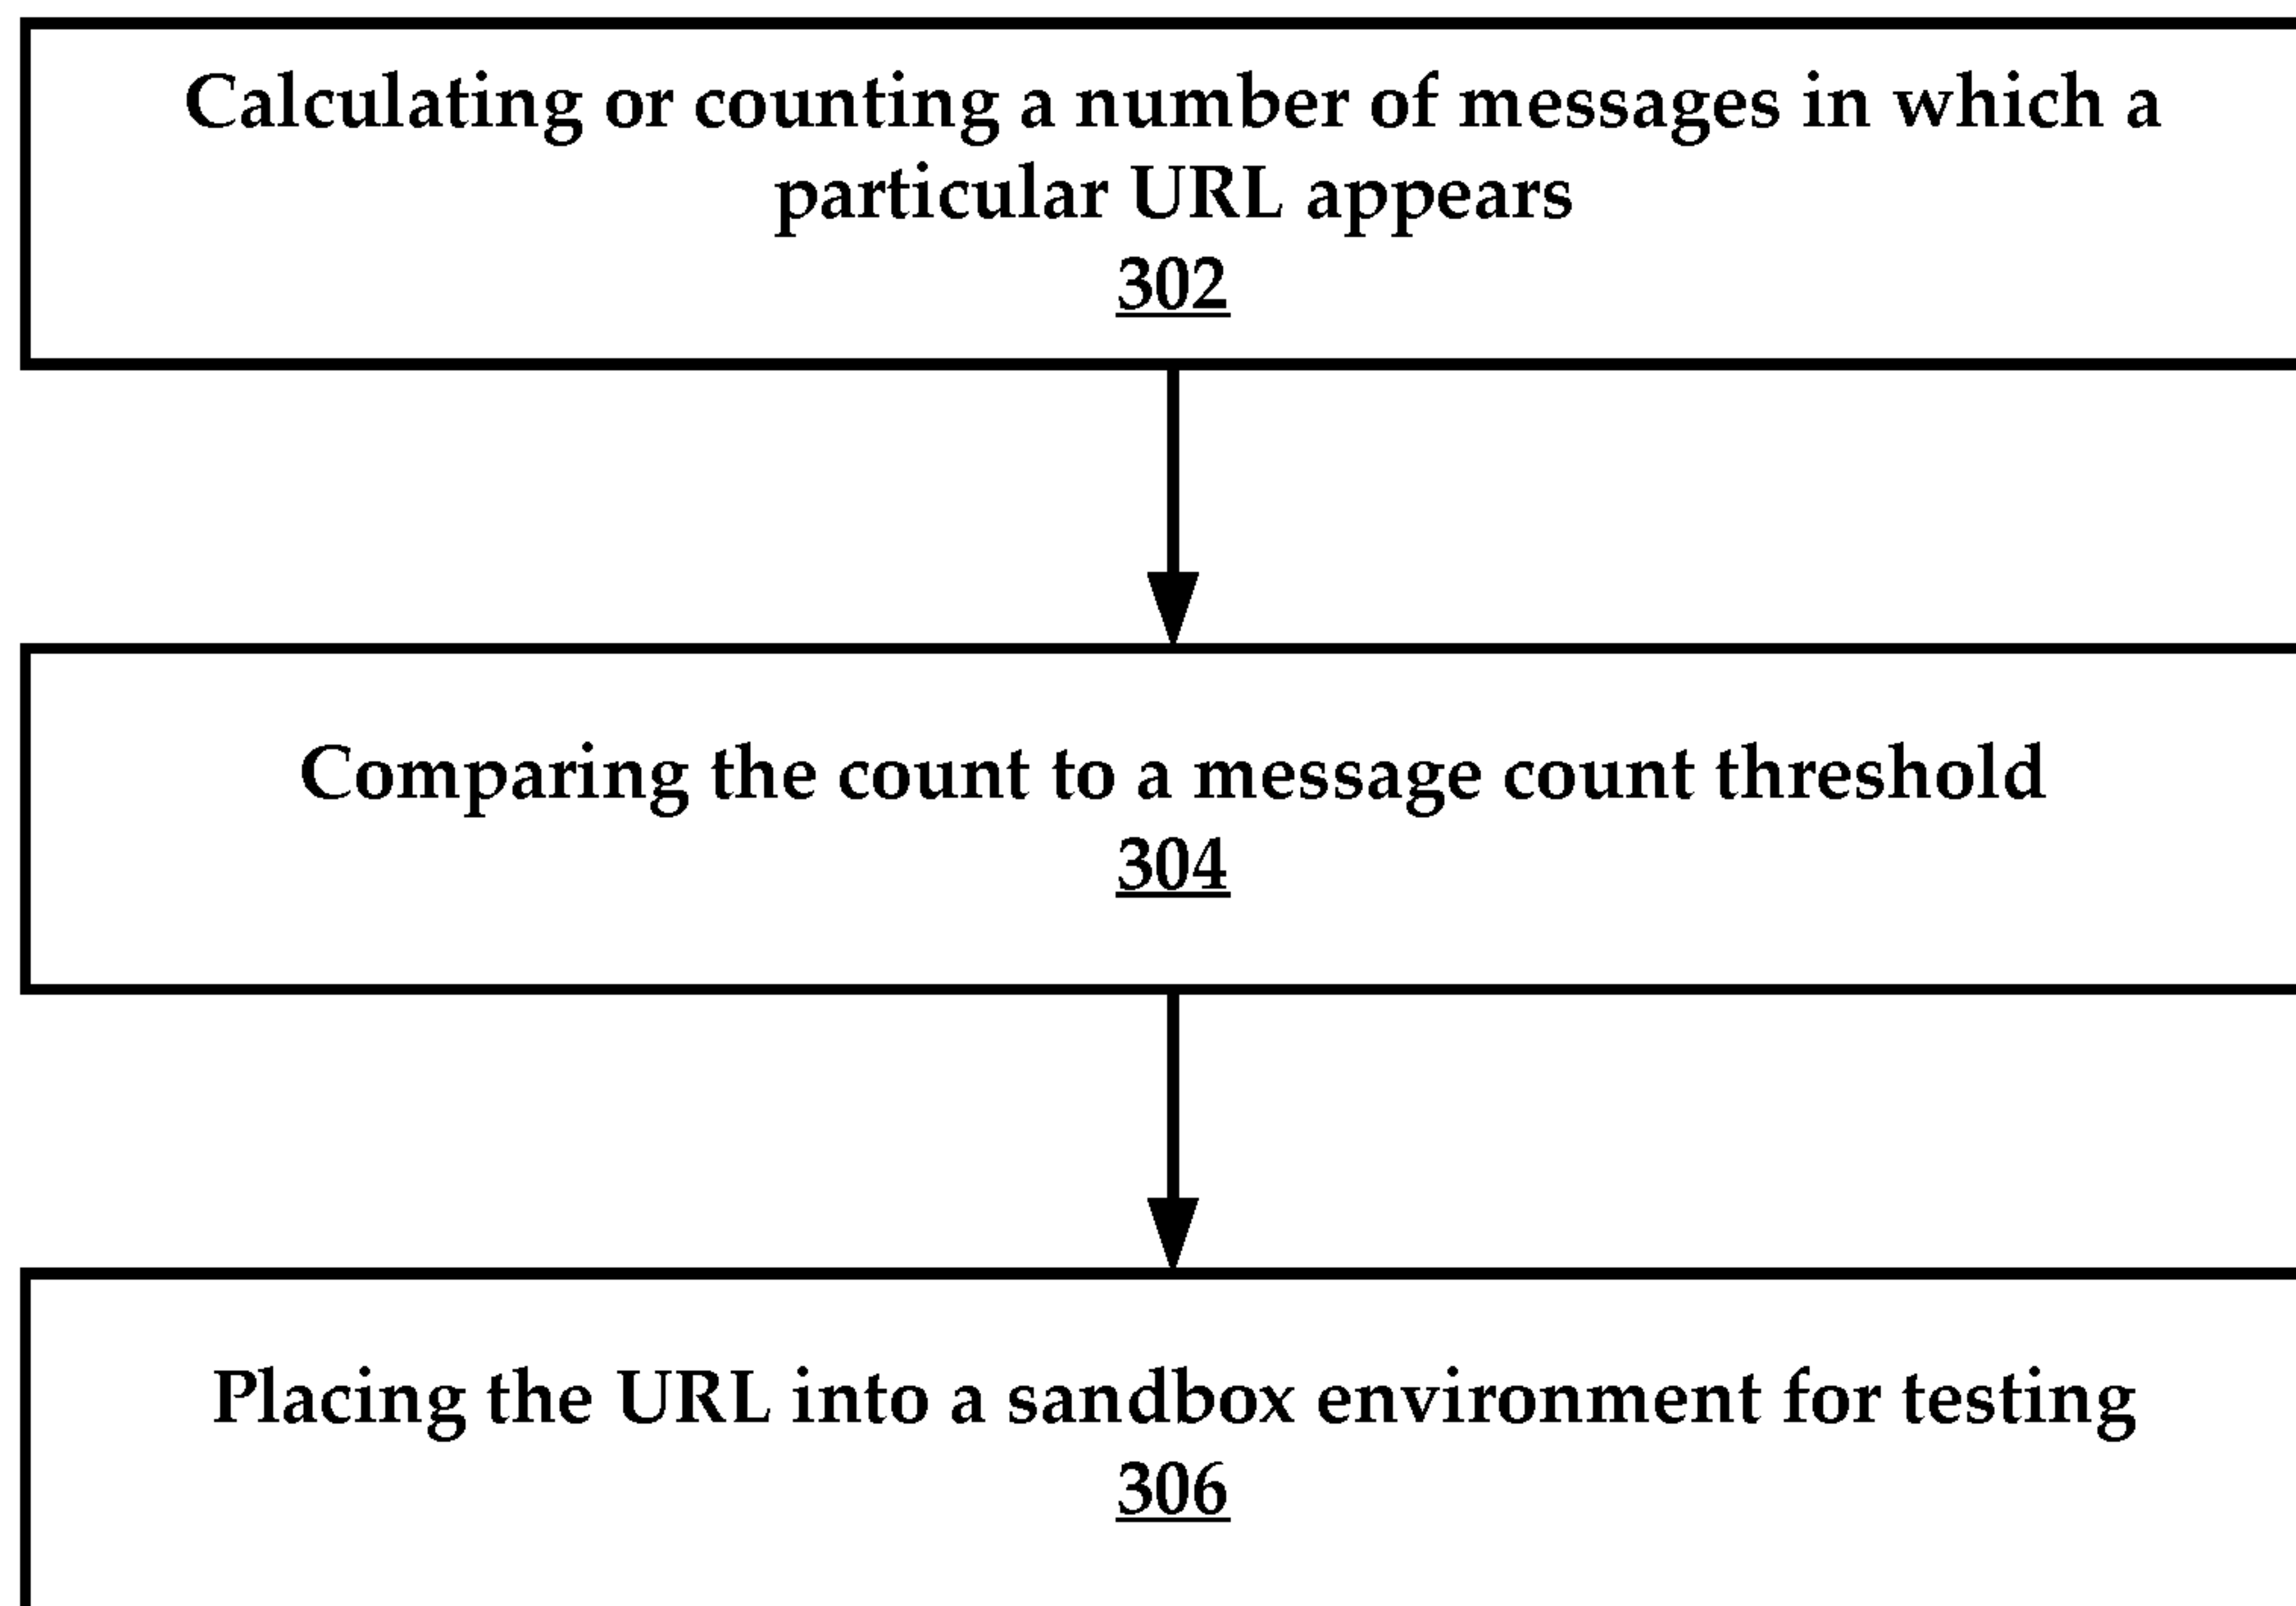 Calculating or counting a number of messages in which a
particular URL appears
302
Comparing the count to a message count threshold
304
Placing the URL into a sandbox environment for testing
306